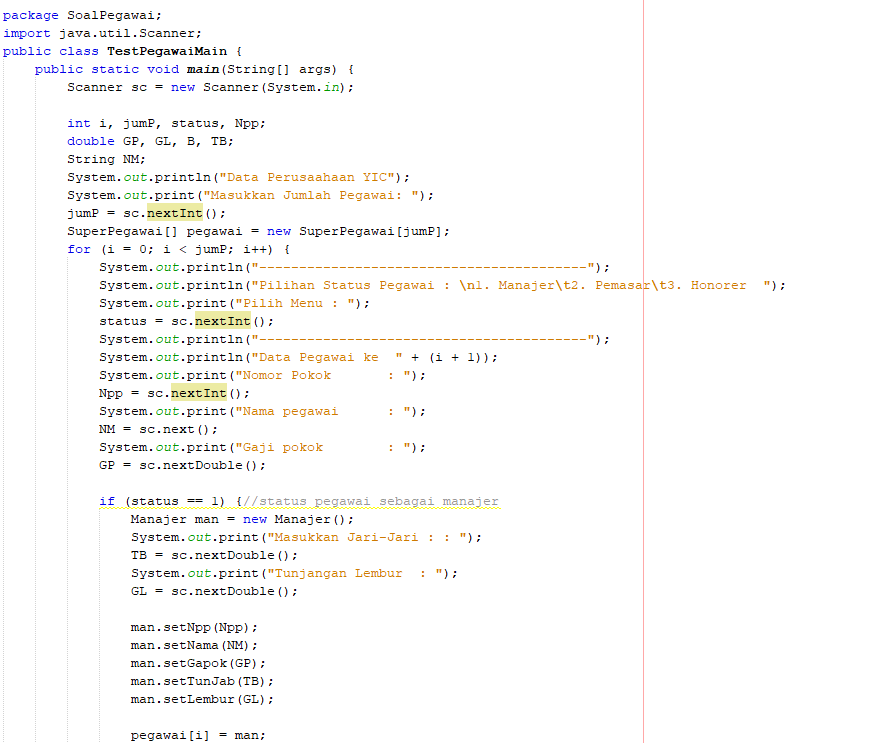 package SoalPegawai;
import java.util.Scanner;
public class TestPegawaiMain {
    public static void main(String[] args) {
        Scanner sc = new Scanner(System.in);

        int i, jumP, status, Npp;
        double GP, GL, B, TB;
        String NM;
        System.out.println("Data Perusaahaan YIC");
        System.out.print("Masukkan Jumlah Pegawai: ");
        jumP = sc.nextInt();
        SuperPegawai[] pegawai = new SuperPegawai[jumP];
        for (i = 0; i < jumP; i++) {
            System.out.println("-----------------------------------------");
            System.out.println("Pilihan Status Pegawai : \n1. Manajer\t2. Pemasar\t3. Honorer  ");
            System.out.print("Pilih Menu : ");
            status = sc.nextInt();
            System.out.println("-----------------------------------------");
            System.out.println("Data Pegawai ke  " + (i + 1));
            System.out.print("Nomor Pokok       : ");
            Npp = sc.nextInt();
            System.out.print("Nama pegawai      : ");
            NM = sc.next();
            System.out.print("Gaji pokok        : ");
            GP = sc.nextDouble();

            if (status == 1) {//status pegawai sebagai manajer
                Manajer man = new Manajer();
                System.out.print("Masukkan Jari-Jari : : ");
                TB = sc.nextDouble();
                System.out.print("Tunjangan Lembur  : ");
                GL = sc.nextDouble();

                man.setNpp(Npp);
                man.setNama(NM);
                man.setGapok(GP);
                man.setTunJab(TB);
                man.setLembur(GL);

                pegawai[i] = man;